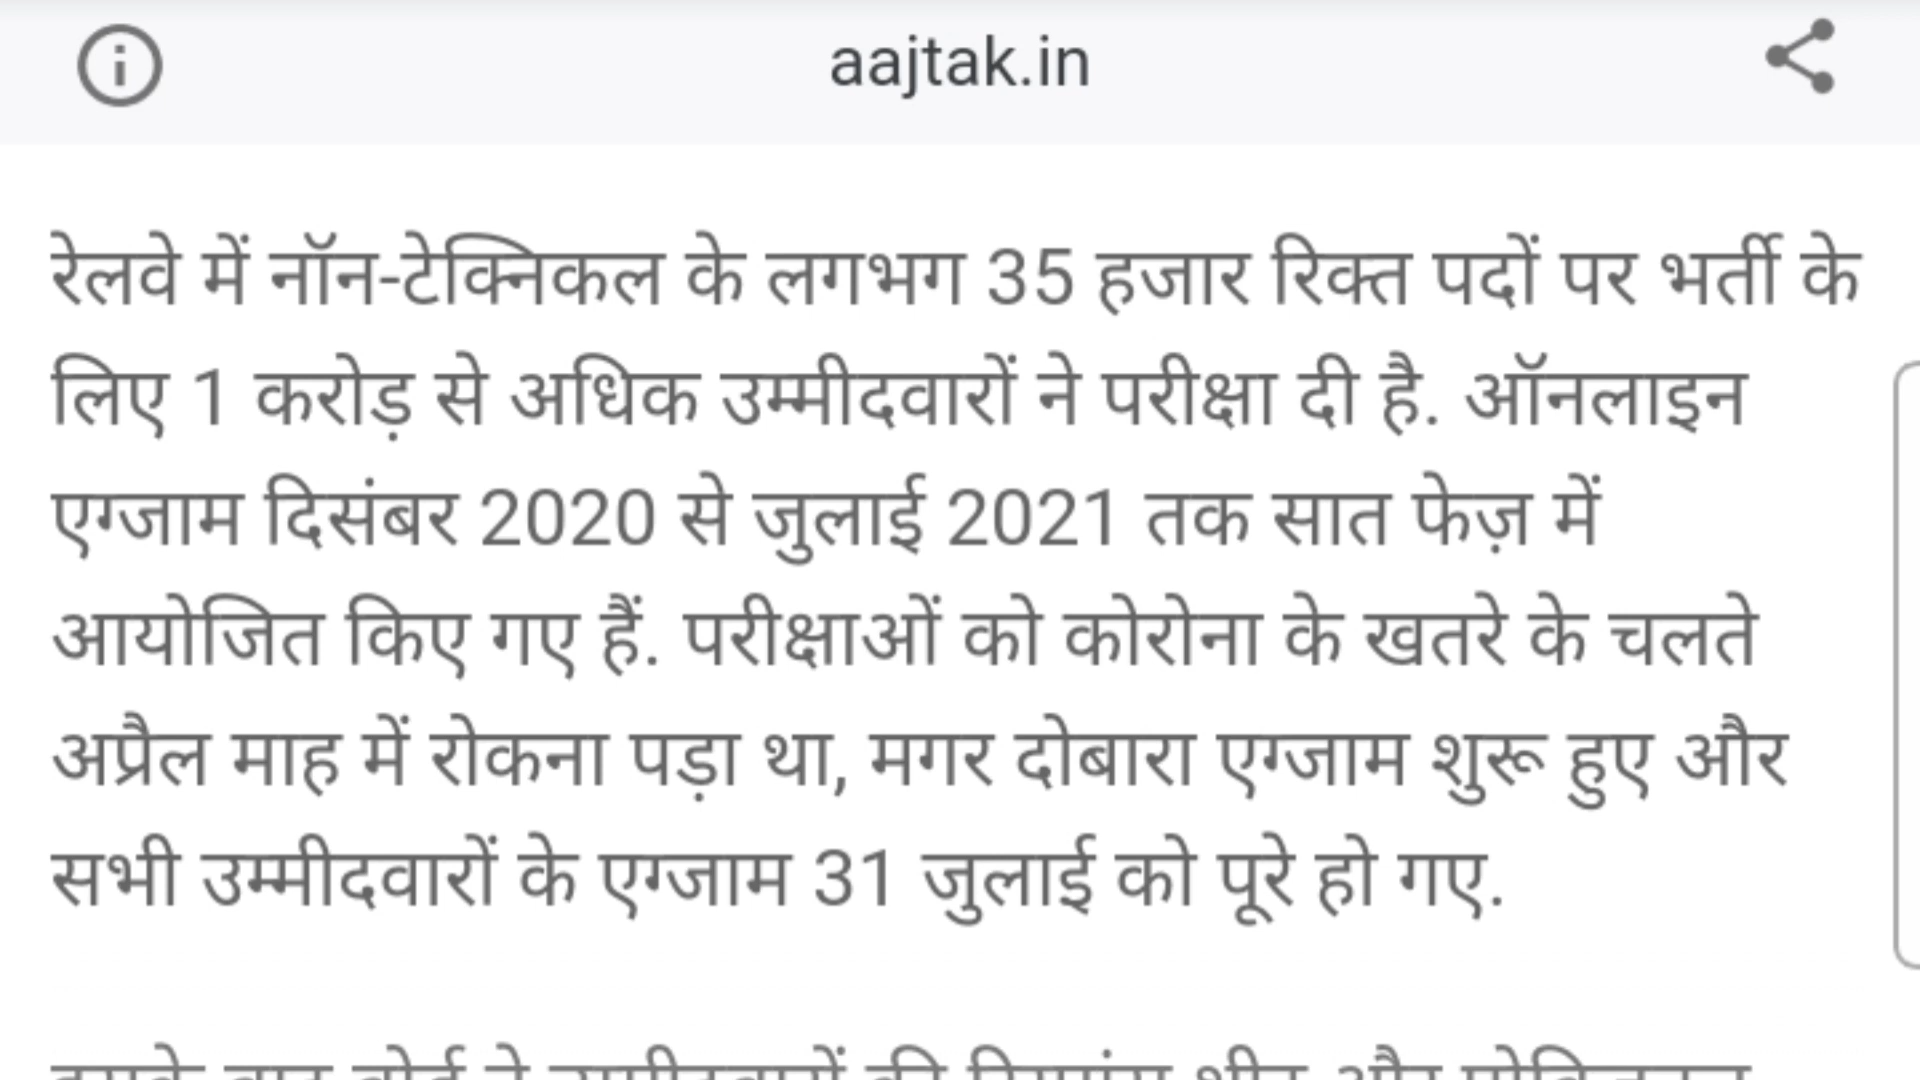 aajtak.in
रेलवे में नॉन-टेक्निकल के लगभग 35 हजार रिक्त पदों पर भर्ती के
लिए 1 करोड़ से अधिक उम्मीदवारों ने परीक्षा दी है. ऑनलाइन
एग्जाम दिसंबर 2020 से जुलाई 2021 तक सात फेज़ में
आयोजित किए गए हैं. परीक्षाओं को कोरोना के खतरे के चलते
अप्रैल माह में रोकना पड़ा था, मगर दोबारा एग्जाम शुरू हुए और
सभी उम्मीदवारों के एग्जाम 31 जुलाई को पूरे हो गए.